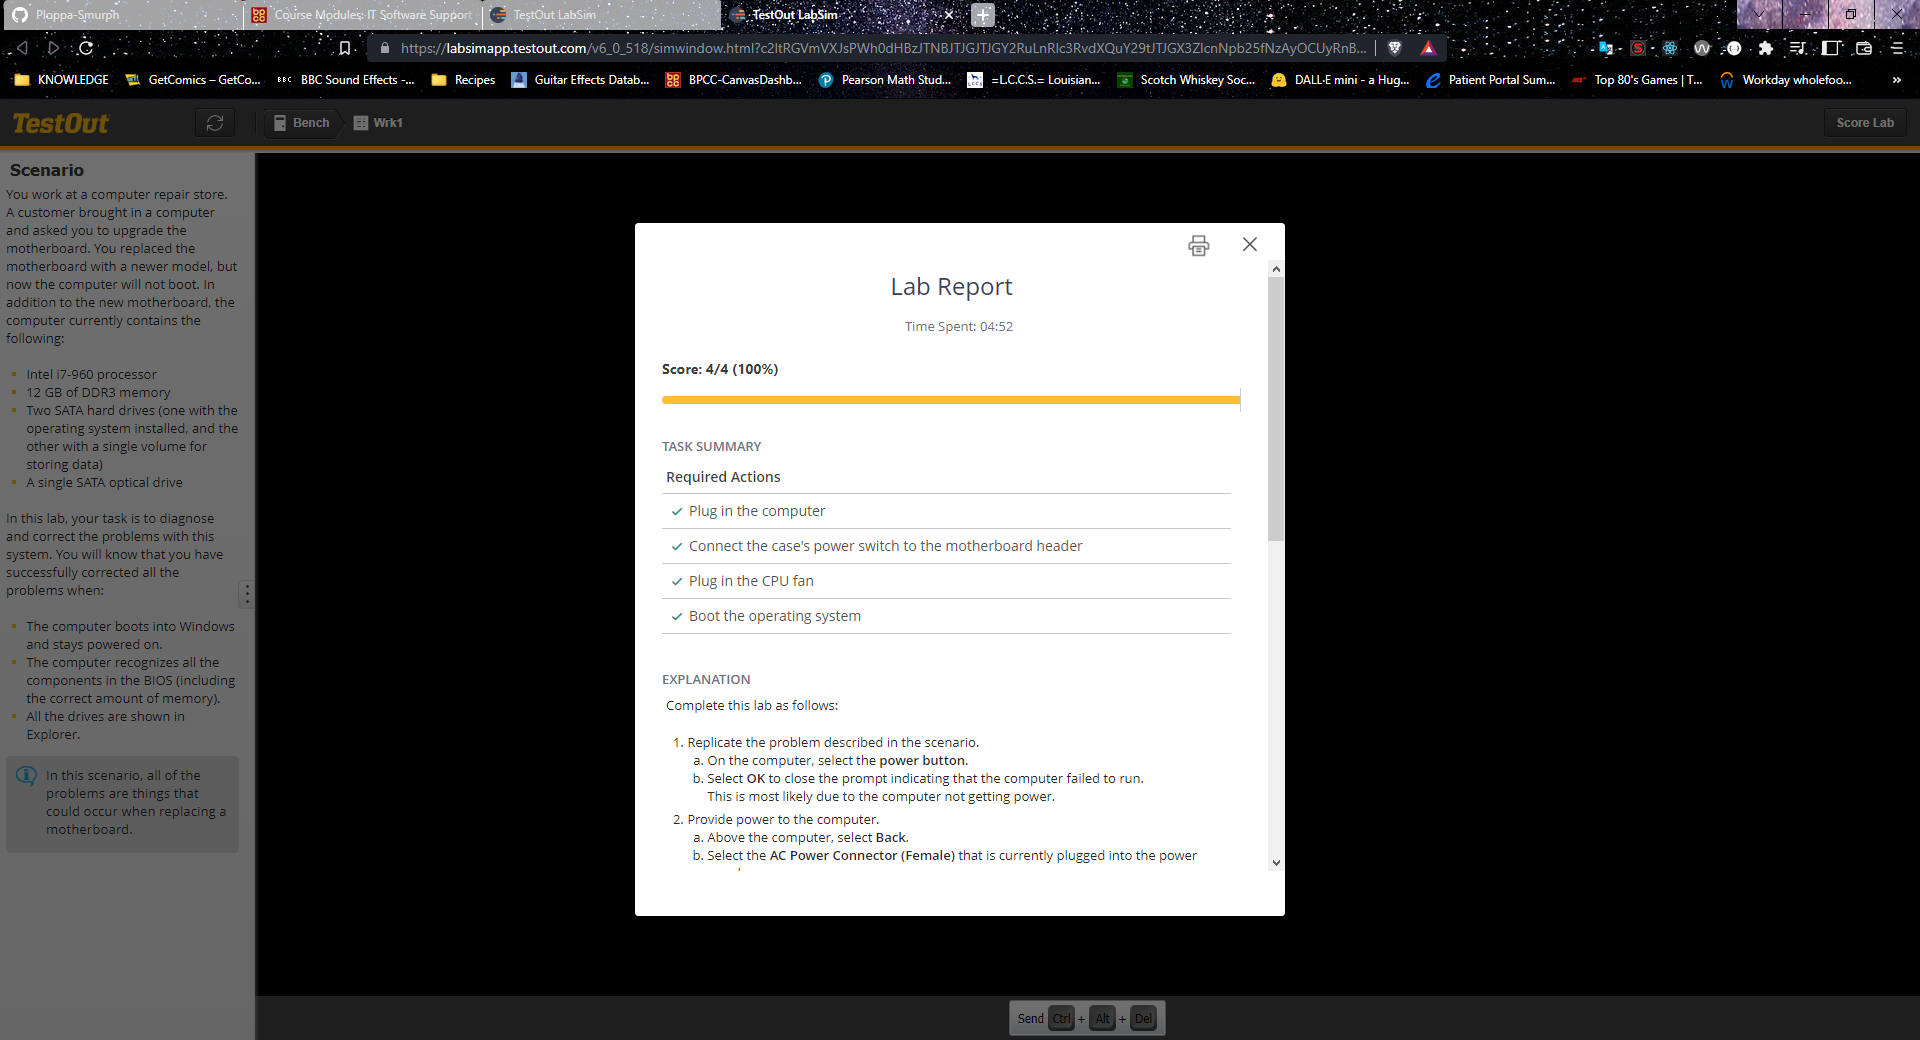 Ploppa-Smurph
Course Modules: IT Software Support
TestOut LabSim
TestOut LabSim
KNOWLEDGE
GetComics – GetCo...
BBC BBC Sound Effects -...
Recipes
Guitar Effects Datab...
BPCC-CanvasDashb...
Pearson Math Stud...
=L.C.C.S.= Louisian...
Scotch Whiskey Soc...
DALL·E mini - a Hug...
Patient Portal Sum...
Top 80's Games | T...
Workday wholefoo...
»
TestOut
Bench
Wrk1
Score Lab
Scenario
You work at a computer repair store.
A customer brought in a computer
and asked you to upgrade the
motherboard. You replaced the
motherboard with a newer model, but
now the computer will not boot. In
addition to the new motherboard, the
computer currently contains the
following:
Intel i7-960 processor
12 GB of DDR3 memory
Two SATA hard drives (one with the
operating system installed, and the
other with a single volume for
storing data)
A single SATA optical drive
In this lab, your task is to diagnose
and correct the problems with this
system. You will know that you have
successfully corrected all the
problems when:
The computer boots into Windows
and stays powered on.
The computer recognizes all the
components in the BIOS (including
the correct amount of memory).
All the drives are shown in
Explorer.
In this scenario, all of the
problems are things that
could occur when replacing a
motherboard.
Lab Report
Time Spent: 04:52
Score: 4/4 (100%)
TASK SUMMARY
Required Actions
Plug in the computer
Connect the case's power switch to the motherboard header
Plug in the CPU fan
Boot the operating system
EXPLANATION
Complete this lab as follows:
1. Replicate the problem described in the scenario.
a. On the computer, select the power button.
b. Select OK to close the prompt indicating that the computer failed to run.
This is most likely due to the computer not getting power.
2. Provide power to the computer.
a. Above the computer, select Back.
b. Select the AC Power Connector (Female) that is currently plugged into the power
Send Ctrl + Alt + Del